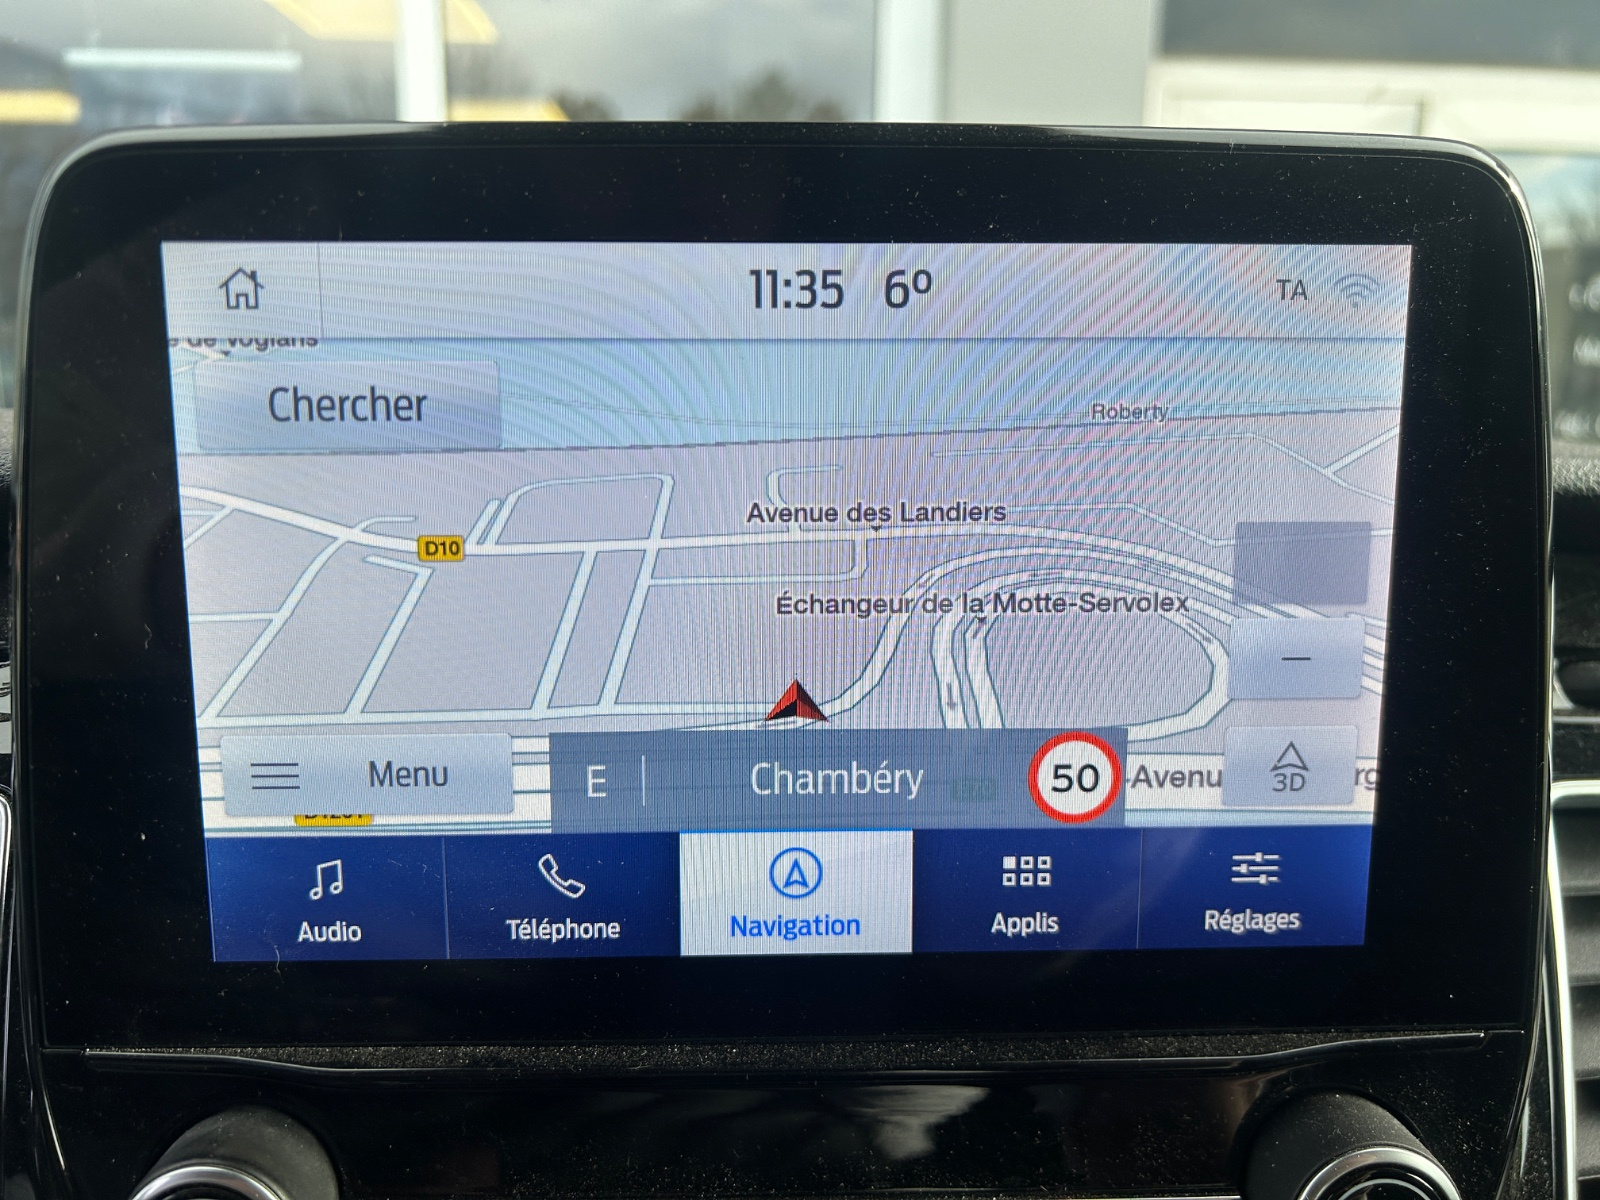 11:35 6º TA
Chercher
Roberty
Avenue des Landiers
D10
Échangeur de la Motte-Servolex
Menu
E Chambéry 50
3D
Audio Téléphone Navigation Applis Réglages